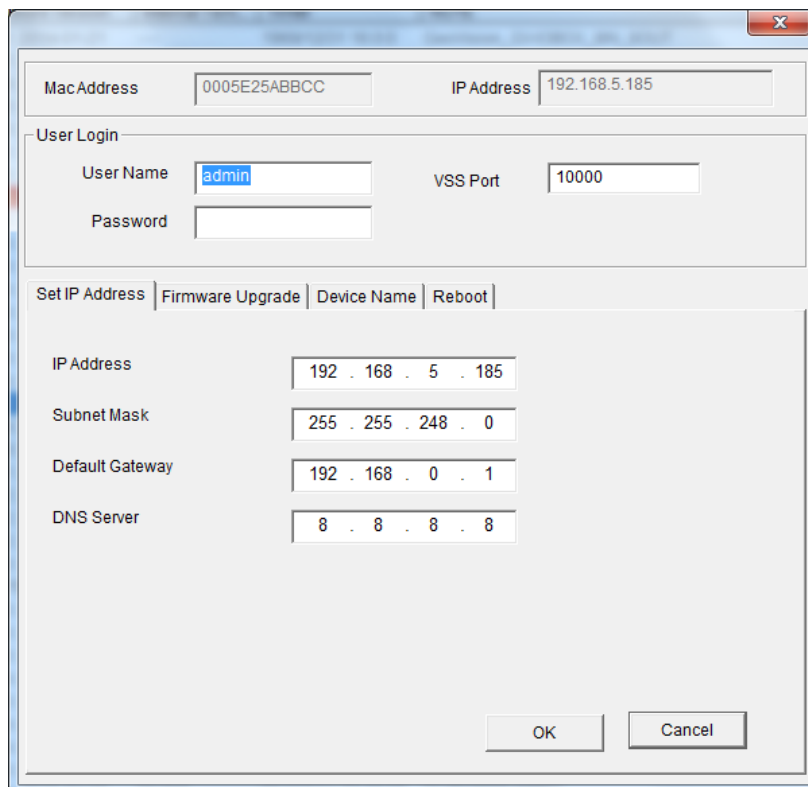 Mac Address 0005E25ABBCC IP Address 192.168.5.185
User Login
User Name admin VSS Port 10000
Password
Set IP Address Firmware Upgrade Device Name Reboot
IP Address 192 . 168 . 5 . 185
Subnet Mask 255 . 255 . 248 . 0
Default Gateway 192 . 168 . 0 . 1
DNS Server 8 . 8 . 8 . 8
OK Cancel